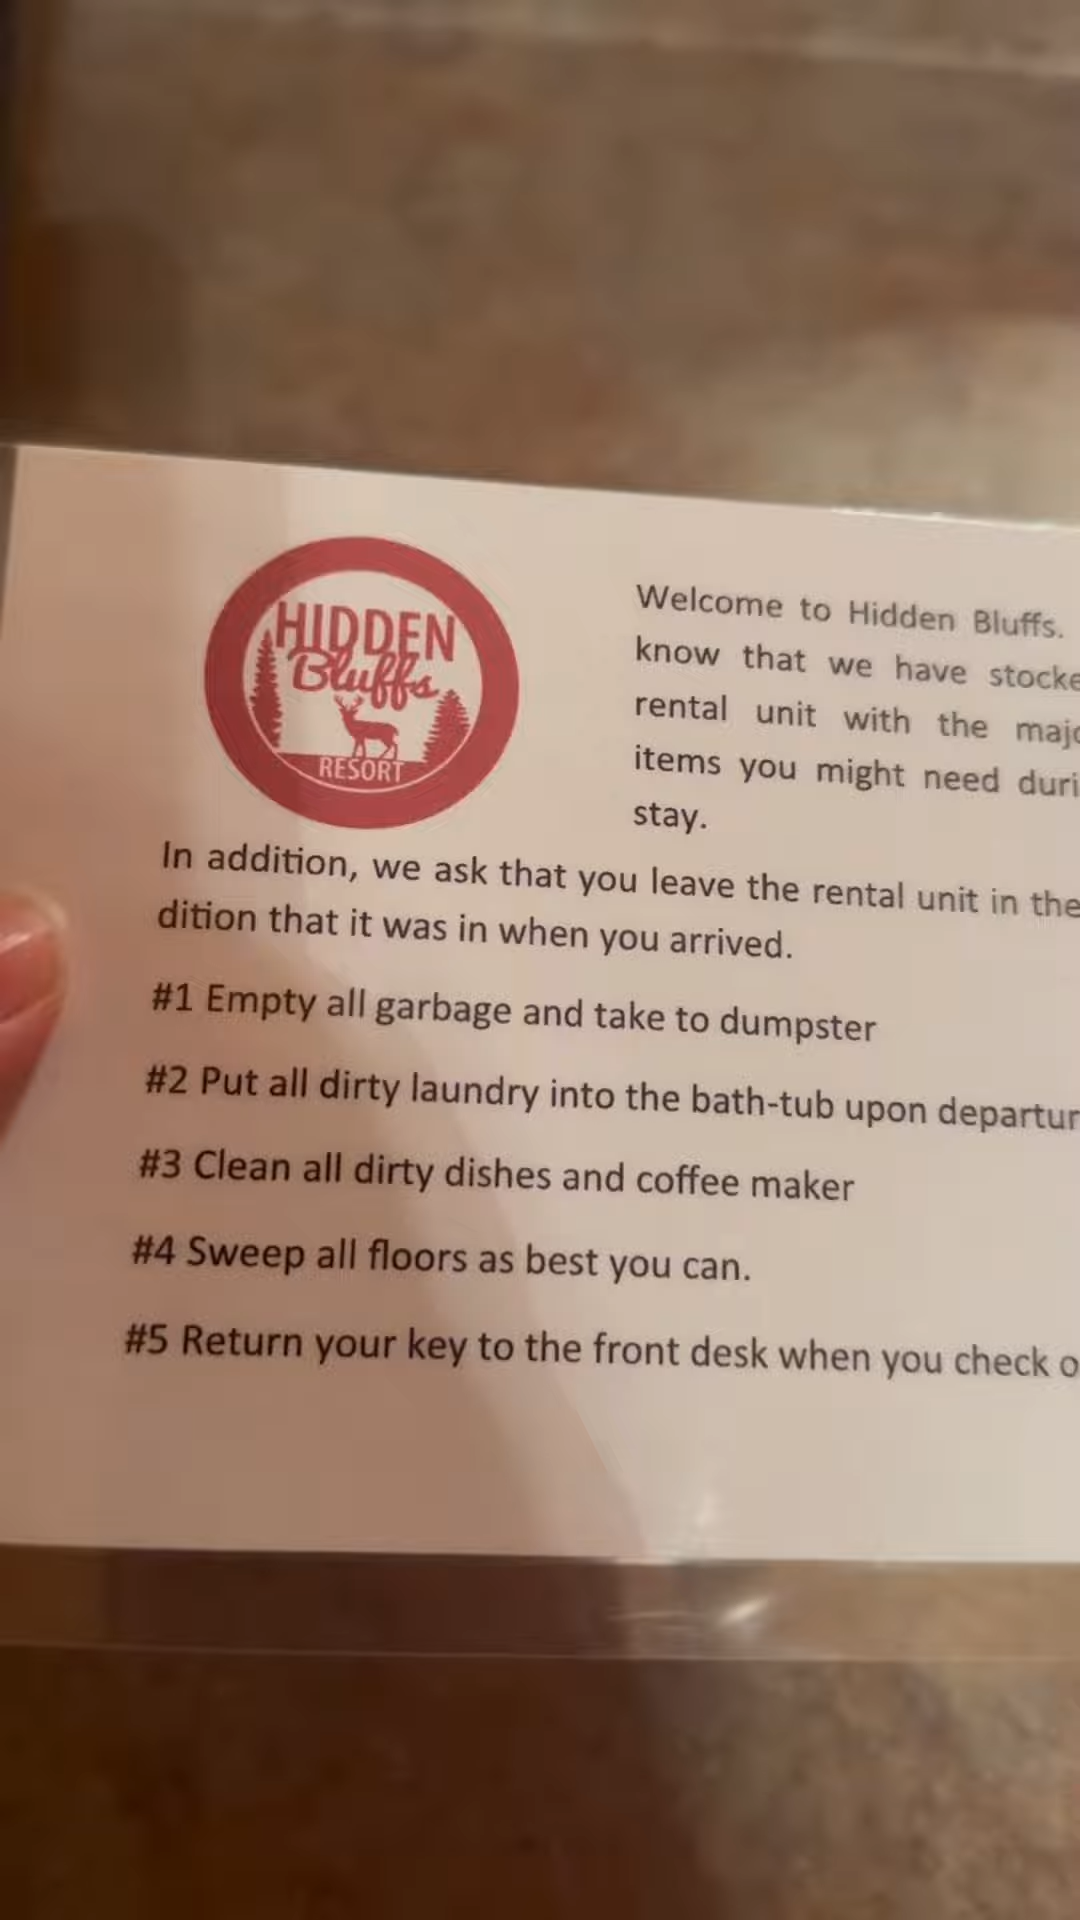 HIDDEN
Bluffs
RESORT
Welcome to Hidden Bluffs.
know that we have stocke
rental unit with the majo
items you might need duri
stay.
In addition, we ask that you leave the rental unit in the
dition that it was in when you arrived.
#1 Empty all garbage and take to dumpster
#2 Put all dirty laundry into the bath-tub upon departur
#3 Clean all dirty dishes and coffee maker
#4 Sweep all floors as best you can.
#5 Return your key to the front desk when you check o